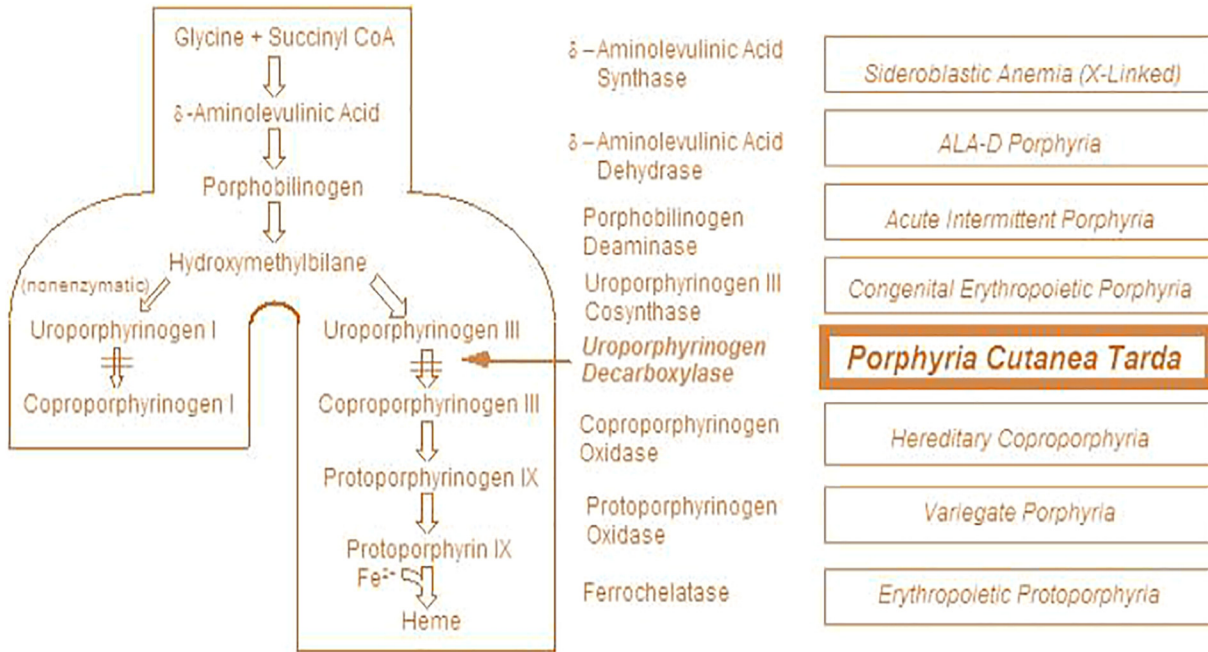 Glycine + Succinyl CoA
δ-Aminolevulinic Acid
Porphobilinogen
Hydroxymethylbilane
(nonenzymatic)
Uroporphyrinogen I
Uroporphyrinogen III
Coproporphyrinogen I
Coproporphyrinogen III
Protoporphyrinogen IX
Protoporphyrin IX
Fe²⁺
Heme
δ–Aminolevulinic Acid
Synthase
δ–Aminolevulinic Acid
Dehydrase
Porphobilinogen
Deaminase
Uroporphyrinogen III
Cosynthase
Uroporphyrinogen
Decarboxylase
Coproporphyrinogen
Oxidase
Protoporphyrinogen
Oxidase
Ferrochelatase
Sideroblastic Anemia (X-Linked)
ALA-D Porphyria
Acute Intermittent Porphyria
Congenital Erythropoietic Porphyria
Porphyria Cutanea Tarda
Hereditary Coproporphyria
Variegate Porphyria
Erythropoietic Protoporphyria